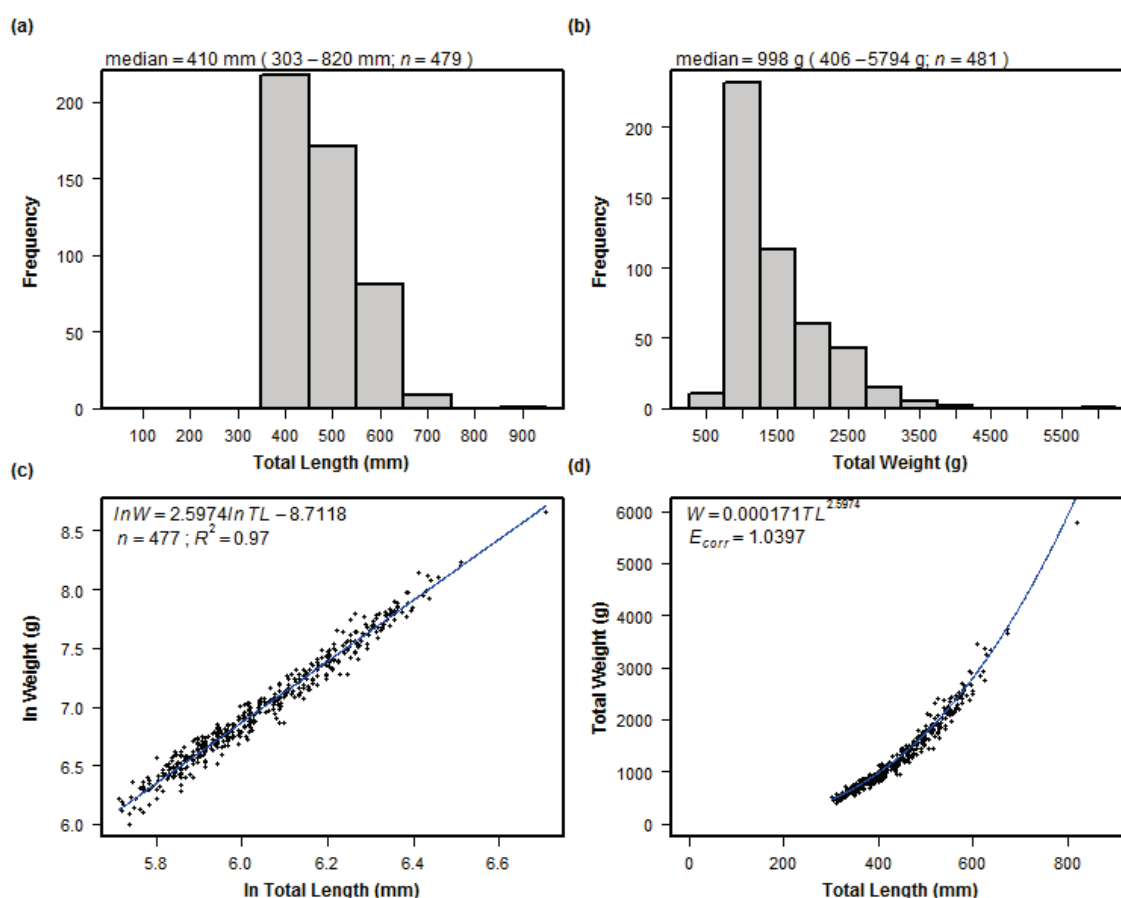 (a)
median = 410 mm ( 303 – 820 mm; n = 479 )
Frequency
200
150
100
50
0
100 200 300 400 500 600 700 800 900
Total Length (mm)
(b)
median = 998 g ( 406 – 5794 g; n = 481 )
Frequency
200
150
100
50
0
500 1500 2500 3500 4500 5500
Total Weight (g)
(c)
lnW = 2.5974lnTL – 8.7118
n = 477 ; R² = 0.97
ln Weight (g)
8.5
8.0
7.5
7.0
6.5
6.0
5.8 6.0 6.2 6.4 6.6
ln Total Length (mm)
(d)
W = 0.000171TL^2.5974
E_corr = 1.0397
Total Weight (g)
6000
5000
4000
3000
2000
1000
0
0 200 400 600 800
Total Length (mm)